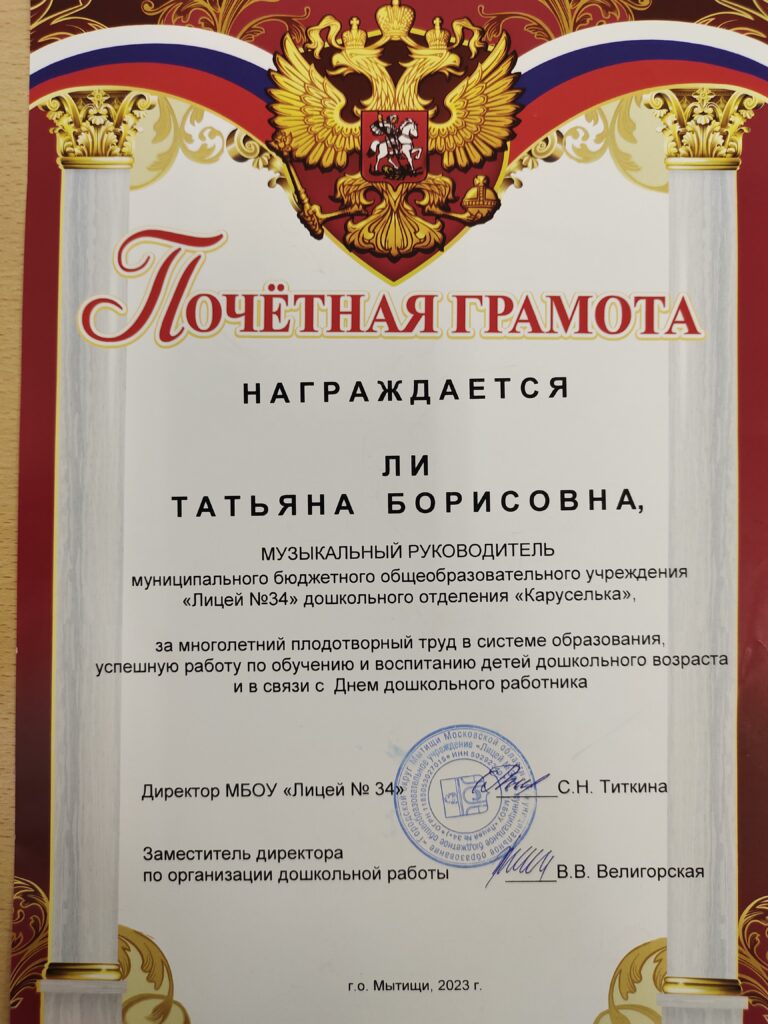 Почётная грамота
НАГРАЖДАЕТСЯ
ЛИ
ТАТЬЯНА БОРИСОВНА,
МУЗЫКАЛЬНЫЙ РУКОВОДИТЕЛЬ
муниципального бюджетного общеобразовательного учреждения
«Лицей №34» дошкольного отделения «Каруселька»,
за многолетний плодотворный труд в системе образования,
успешную работу по обучению и воспитанию детей дошкольного возраста
и в связи с Днем дошкольного работника
Директор МБОУ «Лицей № 34» ______С.Н. Титкина
Заместитель директора
по организации дошкольной работы _____В.В. Велигорская
г.о. Мытищи, 2023 г.